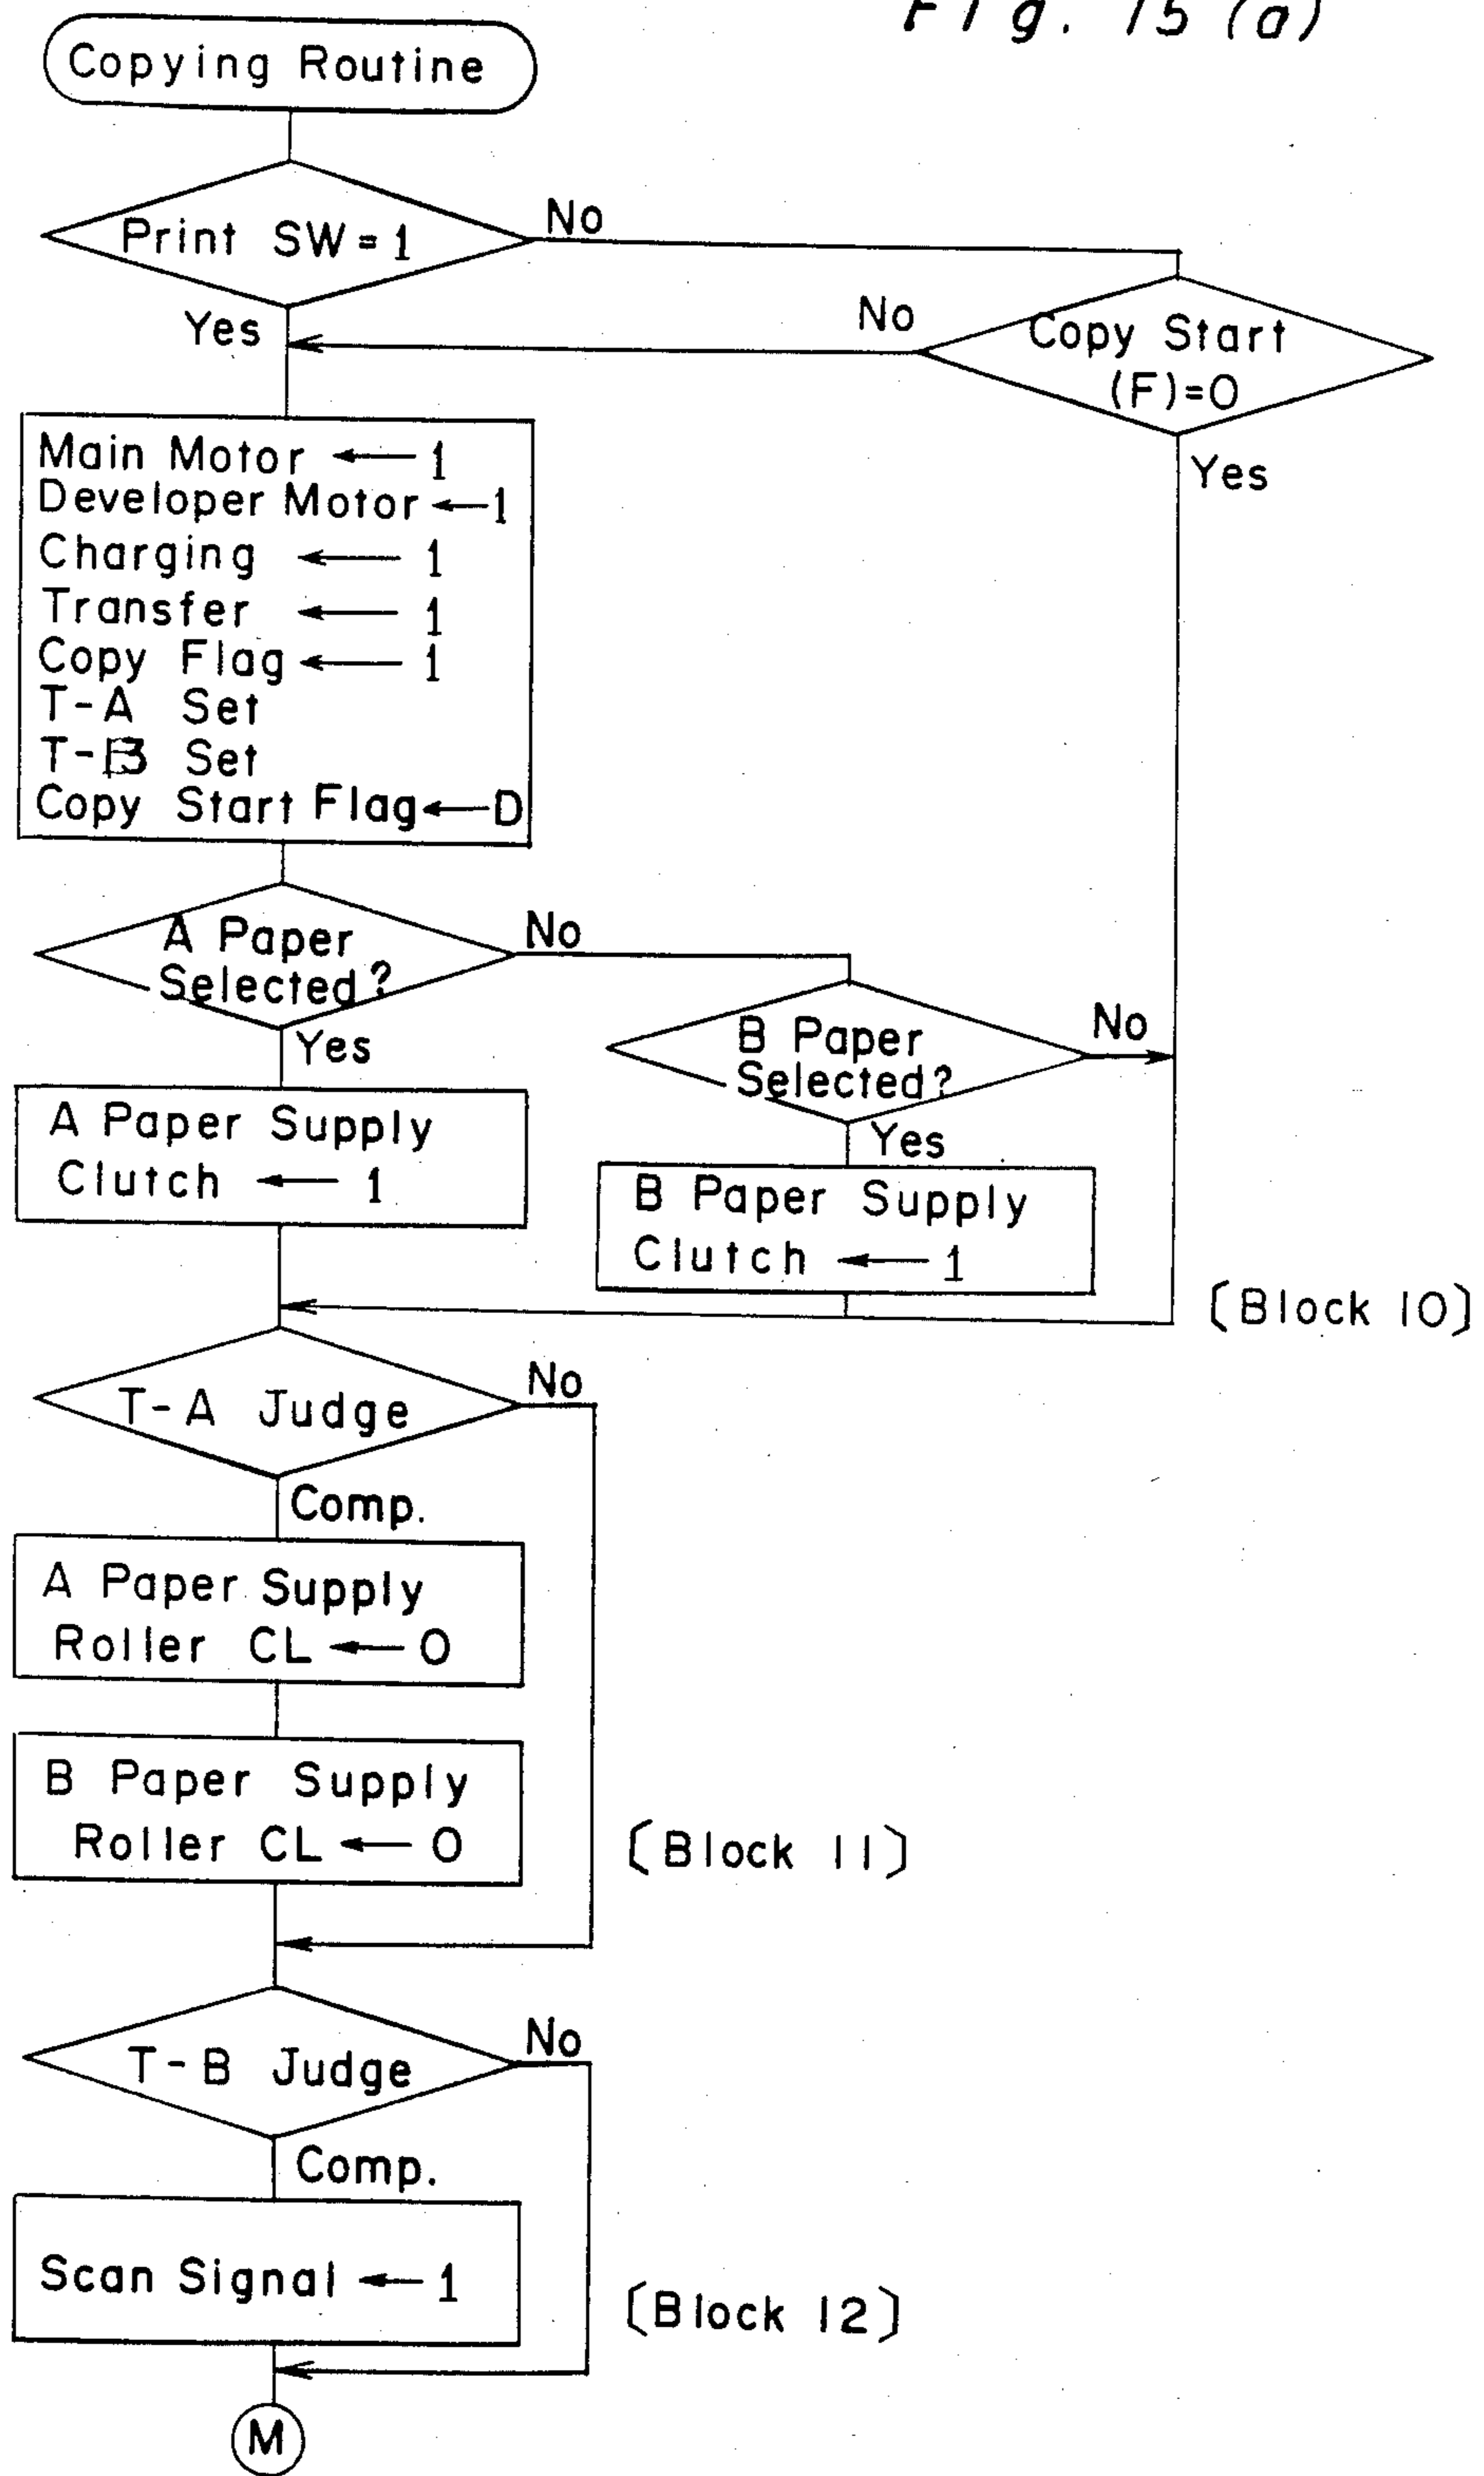 Fig. 15 (a)
Copying Routine
Print SW=1
No
Yes
No
Copy Start
(F)=0
Yes
Main Motor ← 1
Developer Motor ← 1
Charging ← 1
Transfer ← 1
Copy Flag ← 1
T-A Set
T-B Set
Copy Start Flag ← D
A Paper
Selected?
No
Yes
B Paper
Selected?
No
Yes
A Paper Supply
Clutch ← 1
B Paper Supply
Clutch ← 1
[Block 10]
T-A Judge
No
Comp.
A Paper Supply
Roller CL ← 0
B Paper Supply
Roller CL ← 0
[Block 11]
T-B Judge
No
Comp.
Scan Signal ← 1
[Block 12]
M